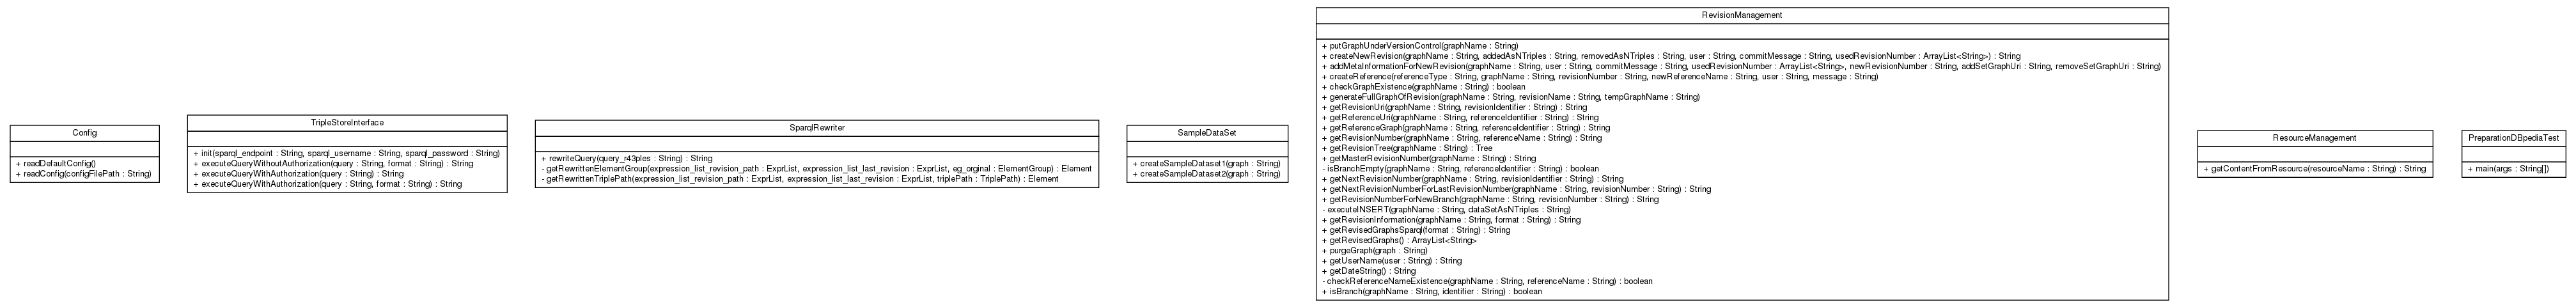 Config
+ readDefaultConfig()
+ readConfig(configFilePath : String)
TripleStoreInterface
+ init(sparql_endpoint : String, sparql_username : String, sparql_password : String)
+ executeQueryWithoutAuthorization(query : String, format : String) : String
+ executeQueryWithAuthorization(query : String) : String
+ executeQueryWithAuthorization(query : String, format : String) : String
SparqlRewriter
+ rewriteQuery(query_r43ples : String) : String
- getRewrittenElementGroup(expression_list_revision_path : ExprList, expression_list_last_revision : ExprList, eg_orginal : ElementGroup) : Element
- getRewrittenTriplePath(expression_list_revision_path : ExprList, expression_list_last_revision : ExprList, triplePath : TriplePath) : Element
SampleDataSet
+ createSampleDataset1(graph : String)
+ createSampleDataset2(graph : String)
RevisionManagement
+ putGraphUnderVersionControl(graphName : String)
+ createNewRevision(graphName : String, addedAsNTriples : String, removedAsNTriples : String, user : String, commitMessage : String, usedRevisionNumber : ArrayList<String>) : String
+ addMetaInformationForNewRevision(graphName : String, user : String, commitMessage : String, usedRevisionNumber : ArrayList<String>, newRevisionNumber : String, addSetGraphUri : String, removeSetGraphUri : String)
+ createReference(referenceType : String, graphName : String, revisionNumber : String, newReferenceName : String, user : String, message : String)
+ checkGraphExistence(graphName : String) : boolean
+ generateFullGraphOfRevision(graphName : String, revisionName : String, tempGraphName : String)
+ getRevisionUri(graphName : String, revisionIdentifier : String) : String
+ getReferenceUri(graphName : String, referenceIdentifier : String) : String
+ getReferenceGraph(graphName : String, referenceIdentifier : String) : String
+ getRevisionNumber(graphName : String, referenceName : String) : String
+ getRevisionTree(graphName : String) : Tree
+ getMasterRevisionNumber(graphName : String) : String
- isBranchEmpty(graphName : String, referenceIdentifier : String) : boolean
+ getNextRevisionNumber(graphName : String, revisionIdentifier : String) : String
+ getNextRevisionNumberForLastRevisionNumber(graphName : String, revisionNumber : String) : String
+ getRevisionNumberForNewBranch(graphName : String, revisionNumber : String) : String
- executeINSERT(graphName : String, dataSetAsNTriples : String)
+ getRevisionInformation(graphName : String, format : String) : String
+ getRevisedGraphsSparql(format : String) : String
+ getRevisedGraphs() : ArrayList<String>
+ purgeGraph(graph : String)
+ getUserName(user : String) : String
+ getDateString() : String
- checkReferenceNameExistence(graphName : String, referenceName : String) : boolean
+ isBranch(graphName : String, identifier : String) : boolean
ResourceManagement
+ getContentFromResource(resourceName : String) : String
PreparationDBpediaTest
+ main(args : String[])